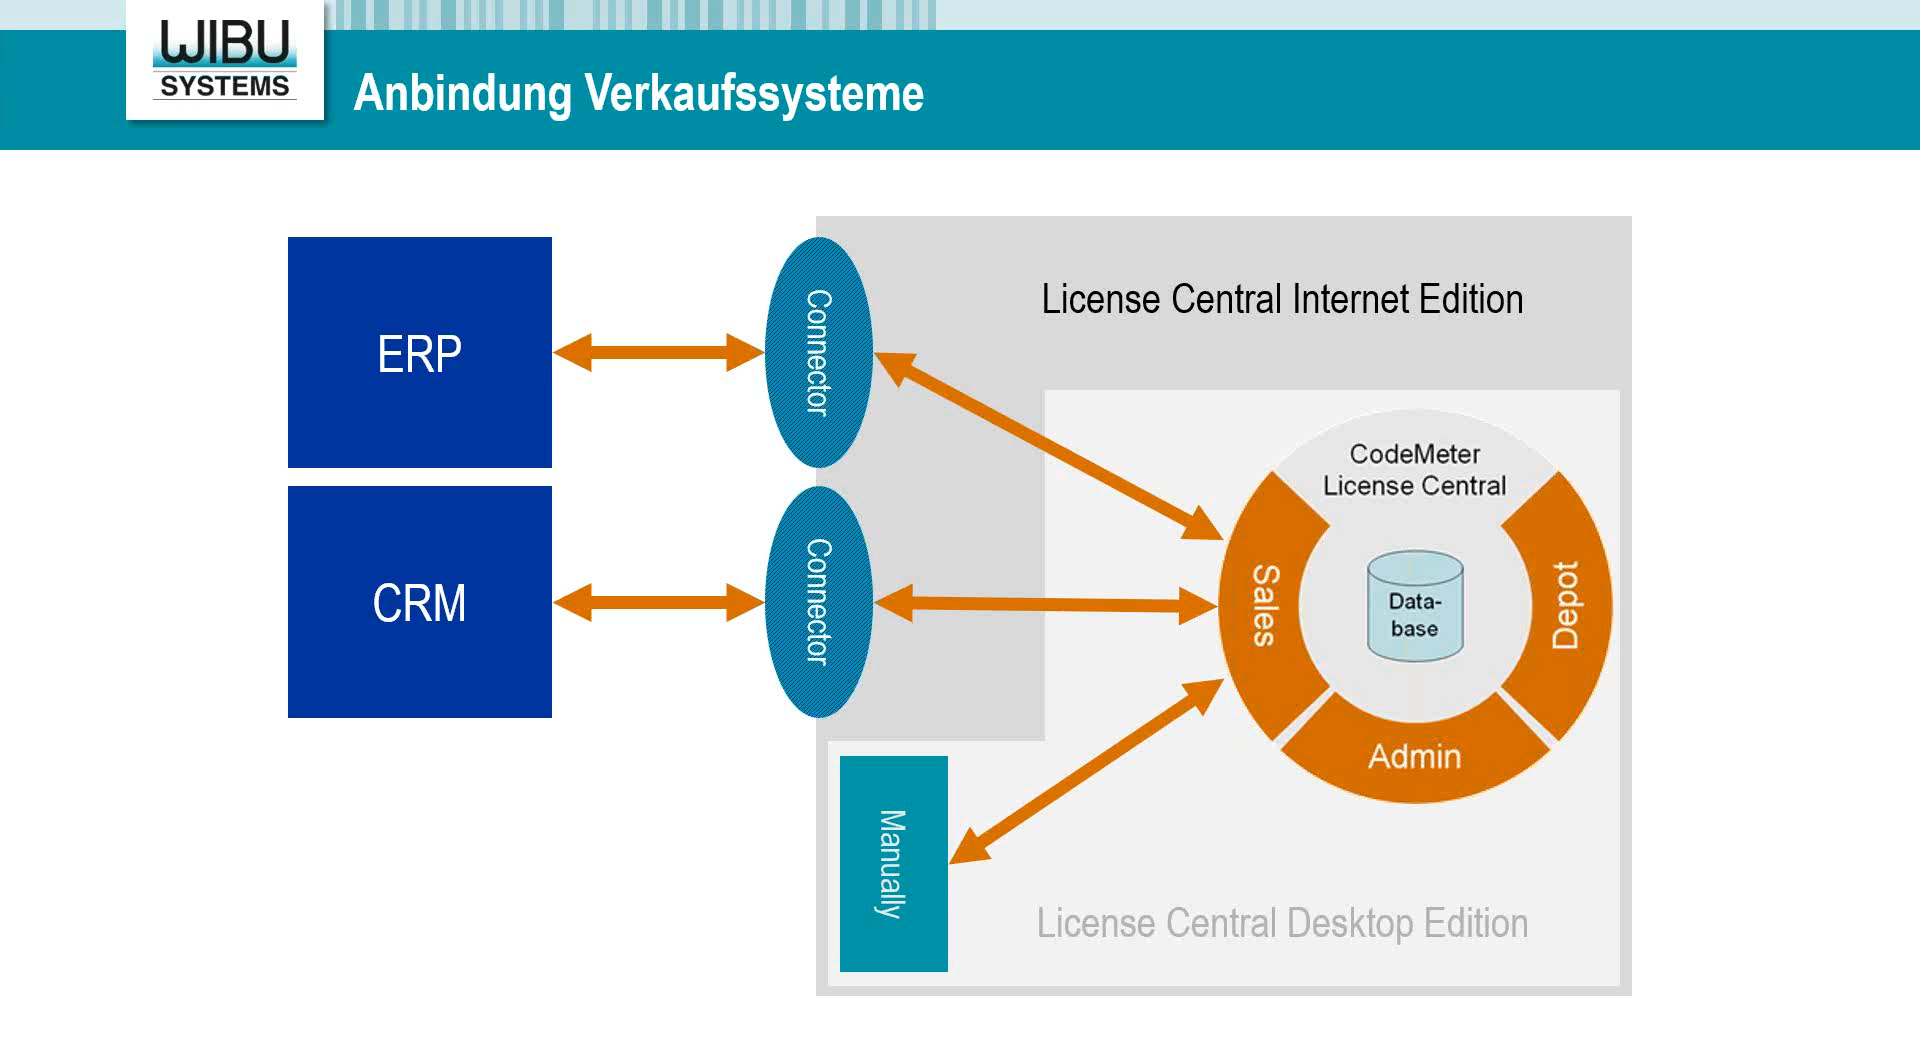 WIBU
SYSTEMS
Anbindung Verkaufssysteme
ERP
Connector
License Central Internet Edition
CodeMeter
License Central
CRM
Connector
Sales
Data-
base
Depot
Admin
Manually
License Central Desktop Edition